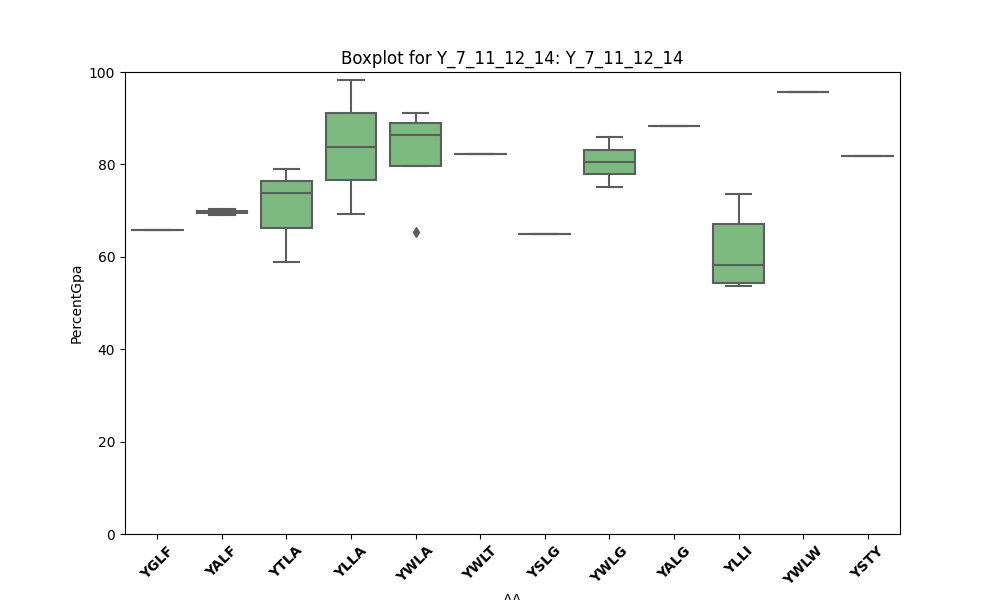 Boxplot for Y_7_11_12_14: Y_7_11_12_14
100
80
60
40
20
0
PercentGpa
YGLF
YALF
YTLA
YLLA
YWLA
YWLT
YSLG
YWLG
YALG
YLLI
YWLW
YSTY